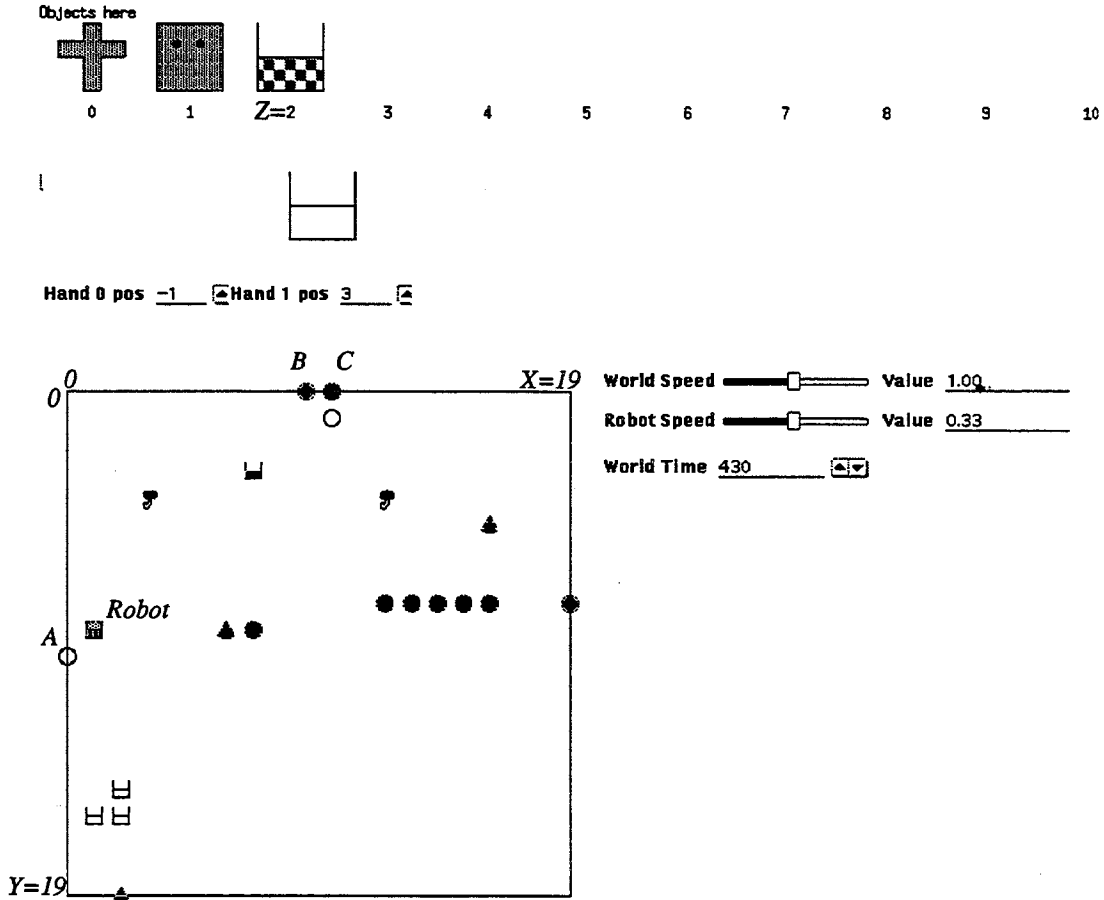 Objects here
0 1 Z=2 3 4 5 6 7 8 9 10
Hand 0 pos -1 Hand 1 pos 3
B C
0 X=19
0
World Speed Value 1.00
Robot Speed Value 0.33
World Time 430
Robot
A
Y=19